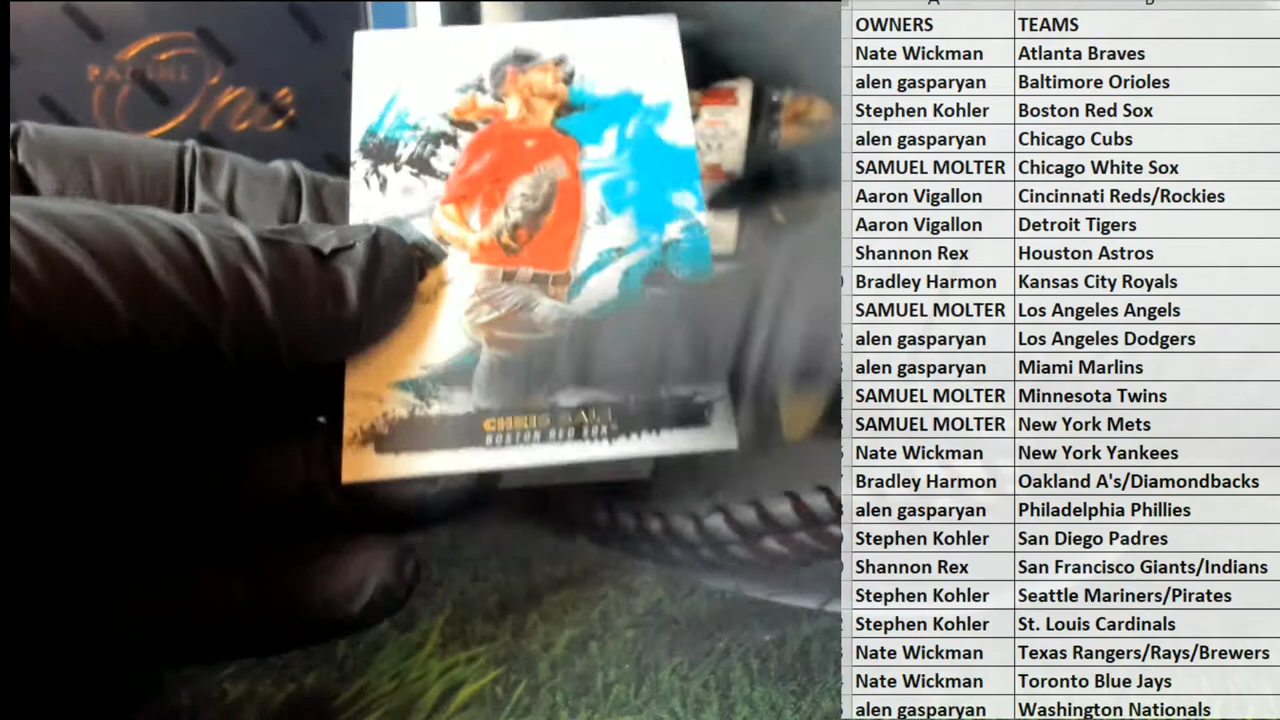 PANINI
One
CHRIS SALE
BOSTON RED SOX
OWNERS TEAMS
Nate Wickman Atlanta Braves
alen gasparyan Baltimore Orioles
Stephen Kohler Boston Red Sox
alen gasparyan Chicago Cubs
SAMUEL MOLTER Chicago White Sox
Aaron Vigallon Cincinnati Reds/Rockies
Aaron Vigallon Detroit Tigers
Shannon Rex Houston Astros
Bradley Harmon Kansas City Royals
SAMUEL MOLTER Los Angeles Angels
alen gasparyan Los Angeles Dodgers
alen gasparyan Miami Marlins
SAMUEL MOLTER Minnesota Twins
SAMUEL MOLTER New York Mets
Nate Wickman New York Yankees
Bradley Harmon Oakland A's/Diamondbacks
alen gasparyan Philadelphia Phillies
Stephen Kohler San Diego Padres
Shannon Rex San Francisco Giants/Indians
Stephen Kohler Seattle Mariners/Pirates
Stephen Kohler St. Louis Cardinals
Nate Wickman Texas Rangers/Rays/Brewers
Nate Wickman Toronto Blue Jays
alen gasparyan Washington Nationals